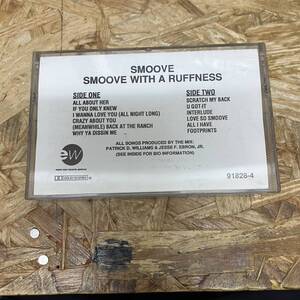 SMOOVE
SMOOVE WITH A RUFFNESS
SIDE ONE
ALL ABOUT HER
IF YOU ONLY KNEW
I WANNA LOVE YOU (ALL NIGHT LONG)
CRAZY ABOUT YOU
(MEANWHILE) BACK AT THE RANCH
WHY YA DISSIN ME
SIDE TWO
SCRATCH MY BACK
U GOT-IT
INTERLUDE
LOVE SO SMOOVE
ALL I HAVE
FOOTPRINTS
ALL SONGS PRODUCED BY THE MIX:
PATRICK D. WILLIAMS & JESSE F. EBRON, JR.
(SEE INSIDE FOR BIO INFORMATION)
ew
91828-4